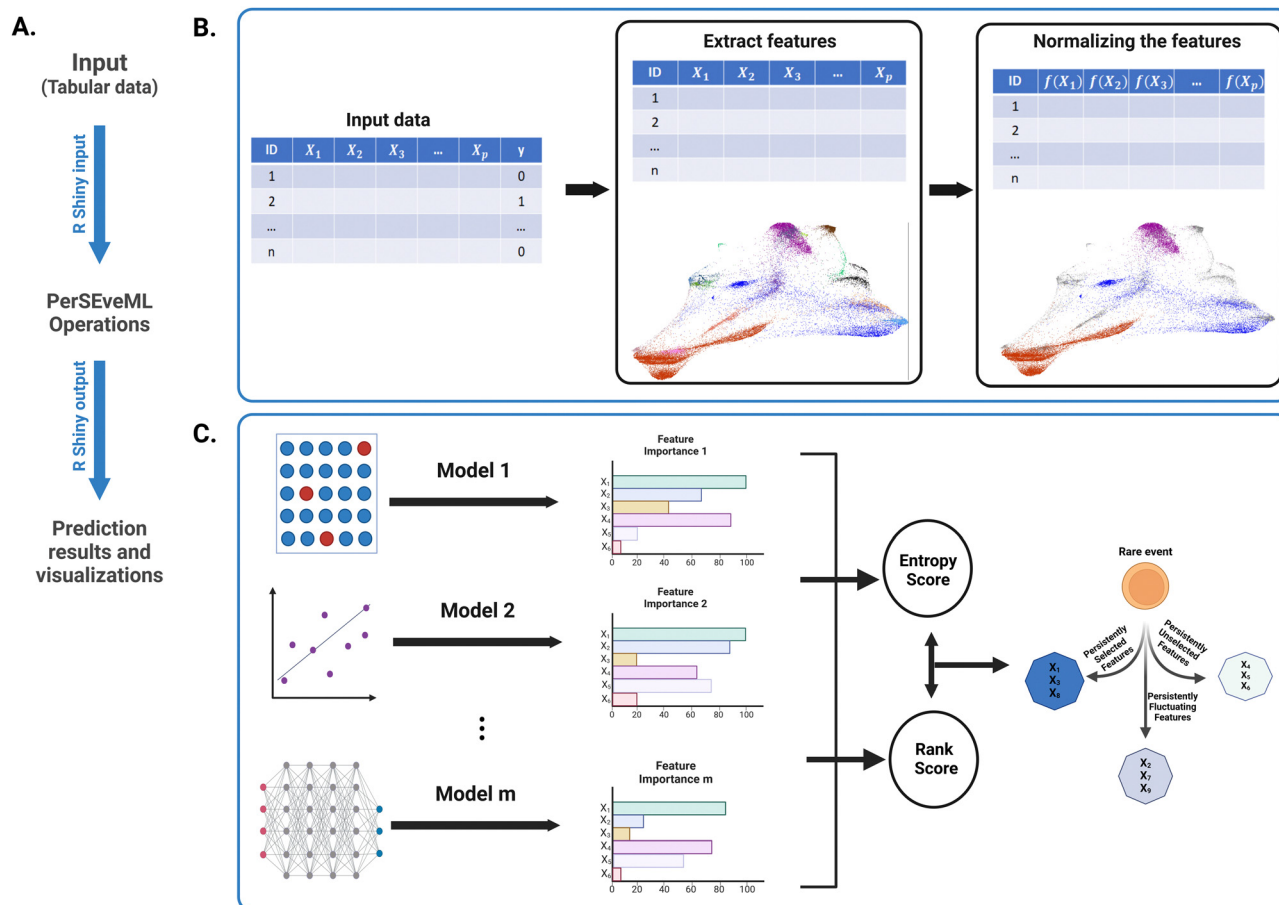 A.
Input
(Tabular data)
R Shiny input
PerSEveML
Operations
R Shiny output
Prediction
results and
visualizations
B.
Input data
ID X₁ X₂ X₃ ... Xₚ y
1 0
2 1
... ...
n 0
Extract features
ID X₁ X₂ X₃ ... Xₚ
1
2
...
n
Normalizing the features
ID f(X₁) f(X₂) f(X₃) ... f(Xₚ)
1
2
...
n
C.
Model 1
Feature
Importance 1
X₁
X₂
X₃
X₄
X₅
X₆
0 20 40 60 80 100
Model 2
Feature
Importance 2
X₁
X₂
X₃
X₄
X₅
X₆
0 20 40 60 80 100
⋮
Model m
Feature
Importance m
X₁
X₂
X₃
X₄
X₅
X₆
0 20 40 60 80 100
Entropy
Score
Rank
Score
Rare event
Persistently
Selected
Features
Persistently
Unselected
Features
Persistently
Fluctuating
Features
X₁
X₃
X₈
X₄
X₅
X₆
X₂
X₇
X₉